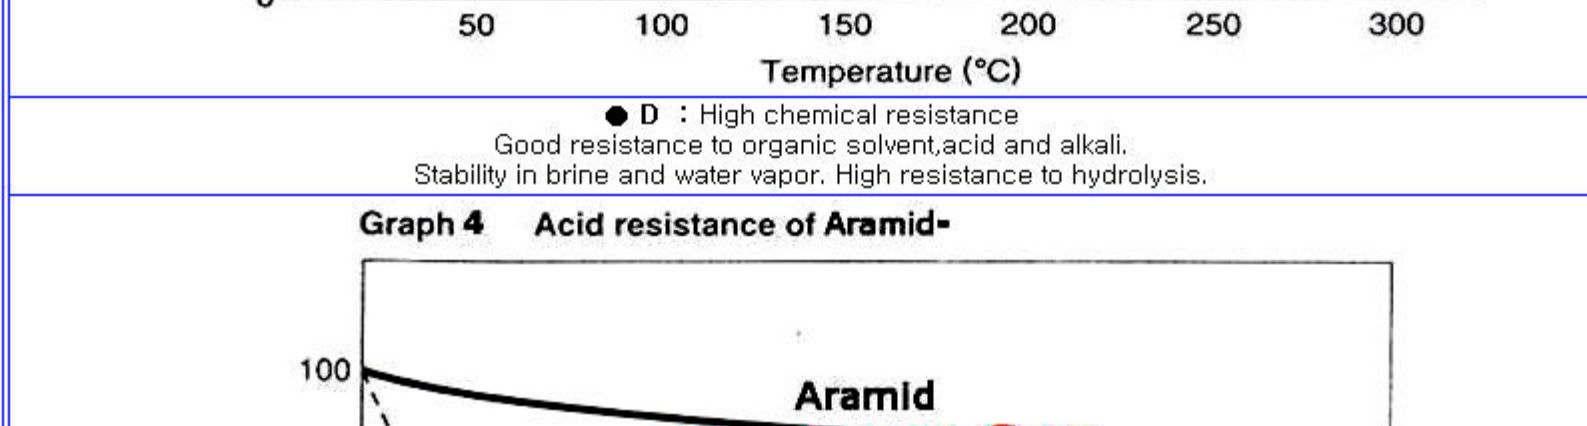 50 100 150 200 250 300
Temperature (°C)
● D : High chemical resistance
Good resistance to organic solvent,acid and alkali.
Stability in brine and water vapor. High resistance to hydrolysis.
Graph 4 Acid resistance of Aramid-
100
Aramid